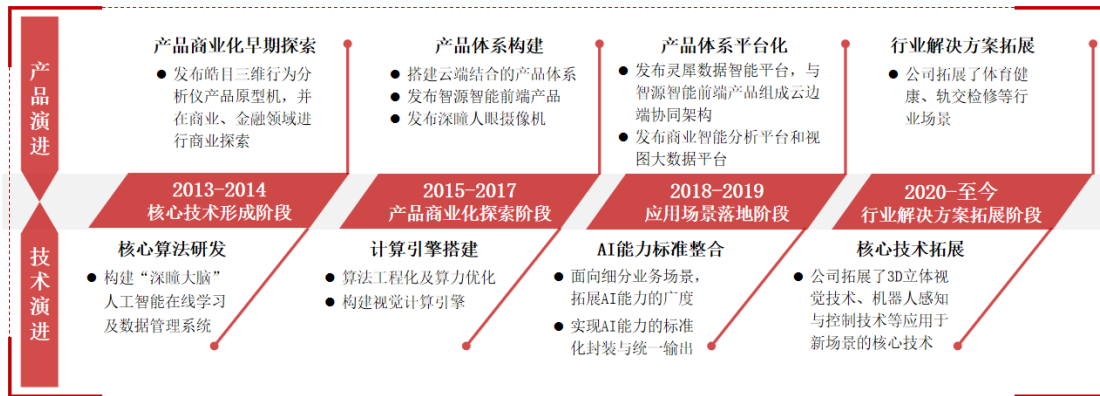 产品演进
产品商业化早期探索
● 发布皓目三维行为分
析仪产品原型机，并
在商业、金融领域进
行商业探索
产品体系构建
● 搭建云端结合的产品体系
● 发布智源智能前端产品
● 发布深瞳人眼摄像机
产品体系平台化
● 发布灵犀数据智能平台，与
智源智能前端产品组成云边
端协同架构
● 发布商业智能分析平台和视
图大数据平台
行业解决方案拓展
● 公司拓展了体育健
康、轨交检修等行
业场景
2013-2014
核心技术形成阶段
2015-2017
产品商业化探索阶段
2018-2019
应用场景落地阶段
2020-至今
行业解决方案拓展阶段
技术演进
核心算法研发
● 构建“深瞳大脑”
人工智能在线学习
及数据管理系统
计算引擎搭建
● 算法工程化及算力优化
● 构建视觉计算引擎
AI能力标准整合
● 面向细分业务场景，
拓展AI能力的广度
● 实现AI能力的标准
化封装与统一输出
核心技术拓展
● 公司拓展了3D立体视
觉技术、机器人感知
与控制技术等应用于
新场景的核心技术